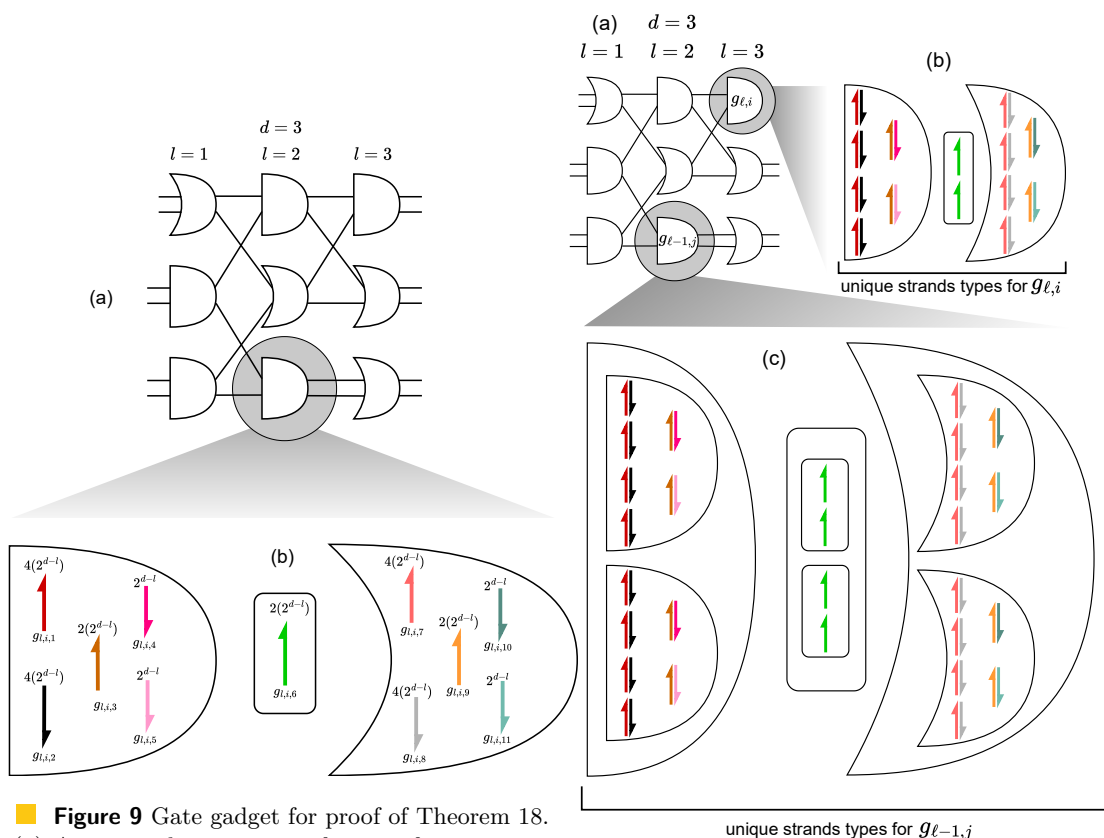 d = 3
l = 1 l = 2 l = 3
(a)
(b)
4(2^{d-l})
g_{l,i,1}
2^{d-l}
g_{l,i,4}
2(2^{d-l})
g_{l,i,3}
4(2^{d-l})
g_{l,i,2}
2^{d-l}
g_{l,i,5}
2(2^{d-l})
g_{l,i,6}
4(2^{d-l})
g_{l,i,7}
2^{d-l}
g_{l,i,10}
2(2^{d-l})
g_{l,i,9}
4(2^{d-l})
g_{l,i,8}
2^{d-l}
g_{l,i,11}
Figure 9 Gate gadget for proof of Theorem 18.
(a) d = 3
l = 1 l = 2 l = 3
g_{ℓ,i}
g_{ℓ−1,j}
(b)
unique strands types for g_{ℓ,i}
(c)
unique strands types for g_{ℓ−1,j}